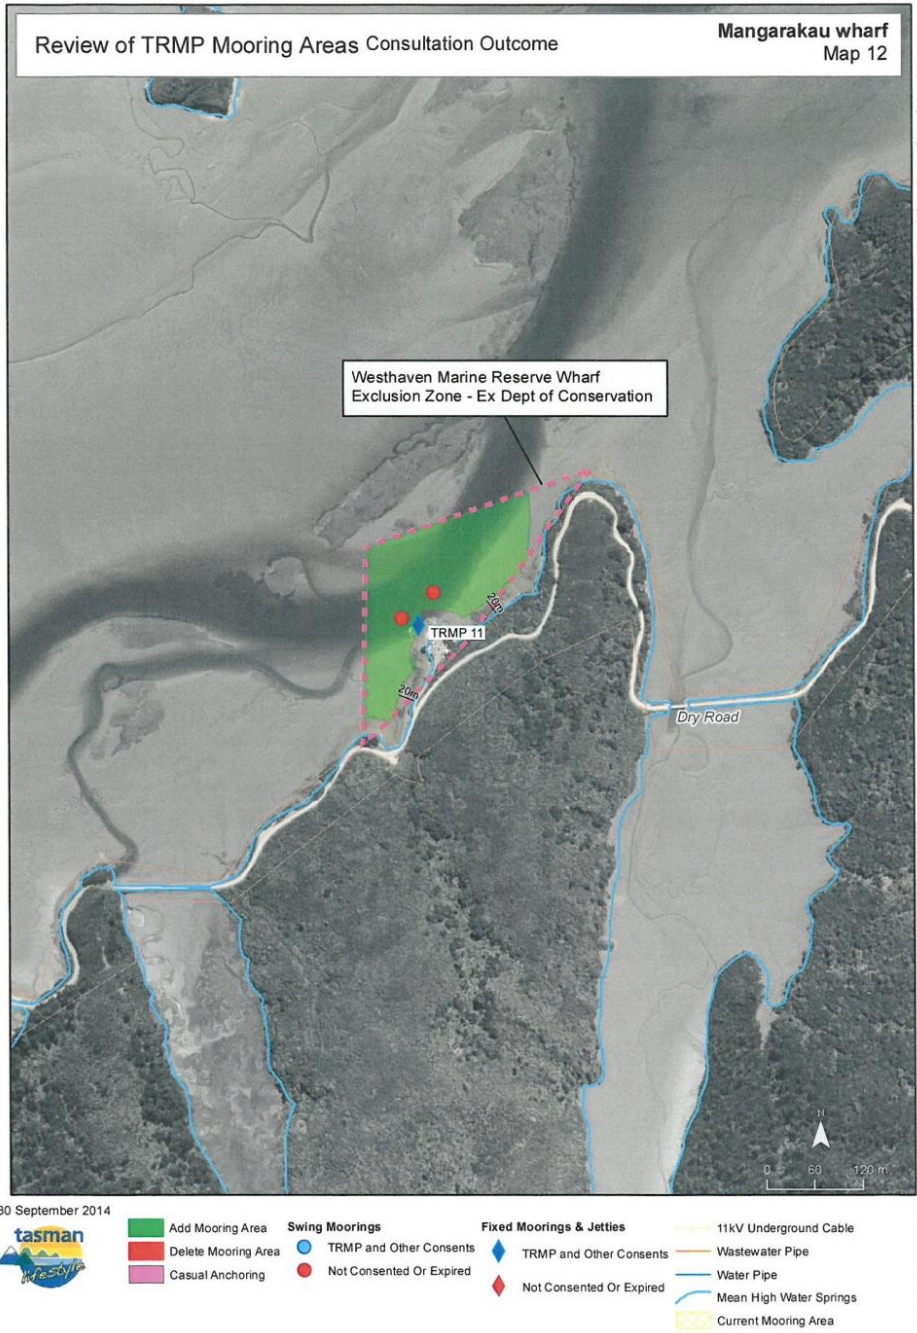 Review of TRMP Mooring Areas Consultation Outcome
Mangarakau wharf
Map 12
Westhaven Marine Reserve Wharf
Exclusion Zone - Ex Dept of Conservation
20m
TRMP 11
20m
Dry Road
N
0 60 120 m
30 September 2014
tasman
lifestyle
Add Mooring Area
Delete Mooring Area
Casual Anchoring
Swing Moorings
TRMP and Other Consents
Not Consented Or Expired
Fixed Moorings & Jetties
TRMP and Other Consents
Not Consented Or Expired
11kV Underground Cable
Wastewater Pipe
Water Pipe
Mean High Water Springs
Current Mooring Area